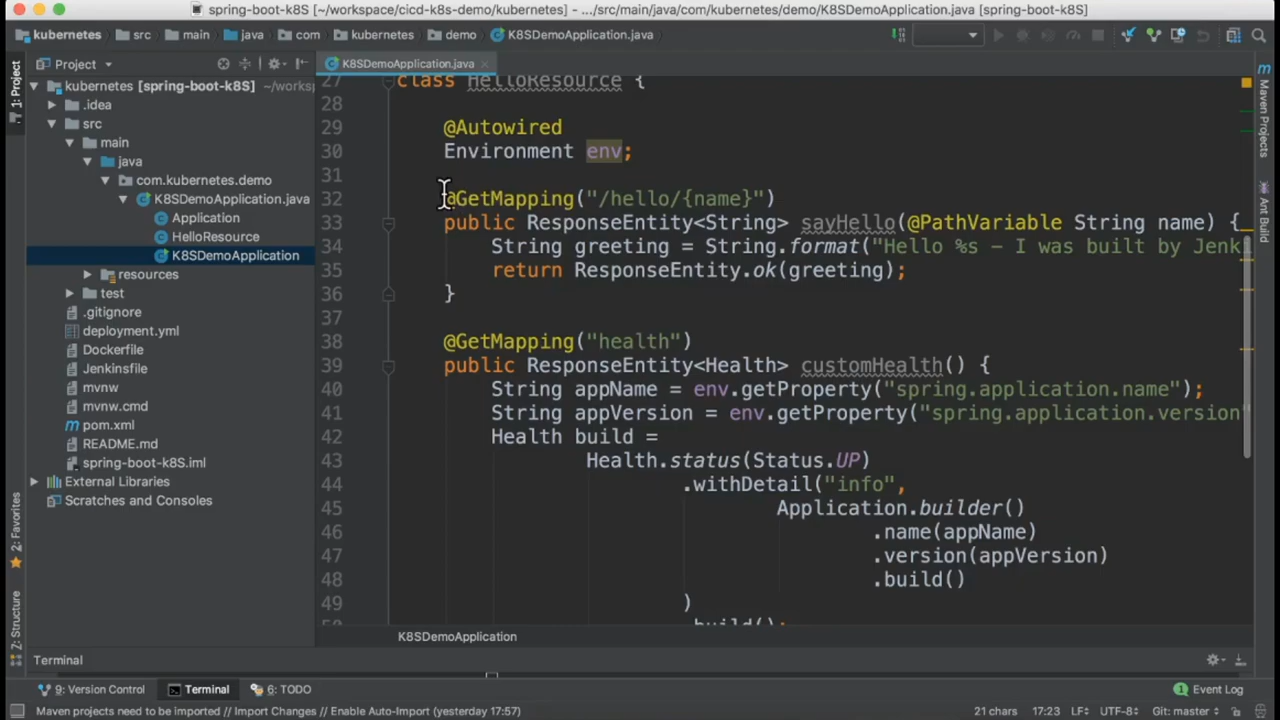 spring-boot-k8S [~/workspace/cicd-k8s-demo/kubernetes] - .../src/main/java/com/kubernetes/demo/K8SDemoApplication.java [spring-boot-k8S]
kubernetes src main java com kubernetes demo K8SDemoApplication.java
1: Project
Project
K8SDemoApplication.java
kubernetes [spring-boot-k8S] ~/worksp
.idea
src
main
java
com.kubernetes.demo
K8SDemoApplication.java
Application
HelloResource
K8SDemoApplication
resources
test
.gitignore
deployment.yml
Dockerfile
Jenkinsfile
mvnw
mvnw.cmd
pom.xml
README.md
spring-boot-k8S.iml
External Libraries
Scratches and Consoles
27 class HelloResource {
28
29 @Autowired
30 Environment env;
31
32 @GetMapping("/hello/{name}")
33 public ResponseEntity<String> sayHello(@PathVariable String name) {
34 String greeting = String.format("Hello %s – I was built by Jenk
35 return ResponseEntity.ok(greeting);
36 }
37
38 @GetMapping("health")
39 public ResponseEntity<Health> customHealth() {
40 String appName = env.getProperty("spring.application.name");
41 String appVersion = env.getProperty("spring.application.version"
42 Health build =
43 Health.status(Status.UP)
44 .withDetail("info",
45 Application.builder()
46 .name(appName)
47 .version(appVersion)
48 .build()
49 )
50 .build();
K8SDemoApplication
Maven Projects
Ant Build
2: Favorites
7: Structure
Terminal
9: Version Control Terminal 6: TODO 1 Event Log
Maven projects need to be imported // Import Changes // Enable Auto-Import (yesterday 17:57) 21 chars 17:23 LF÷ UTF-8÷ Git: master÷